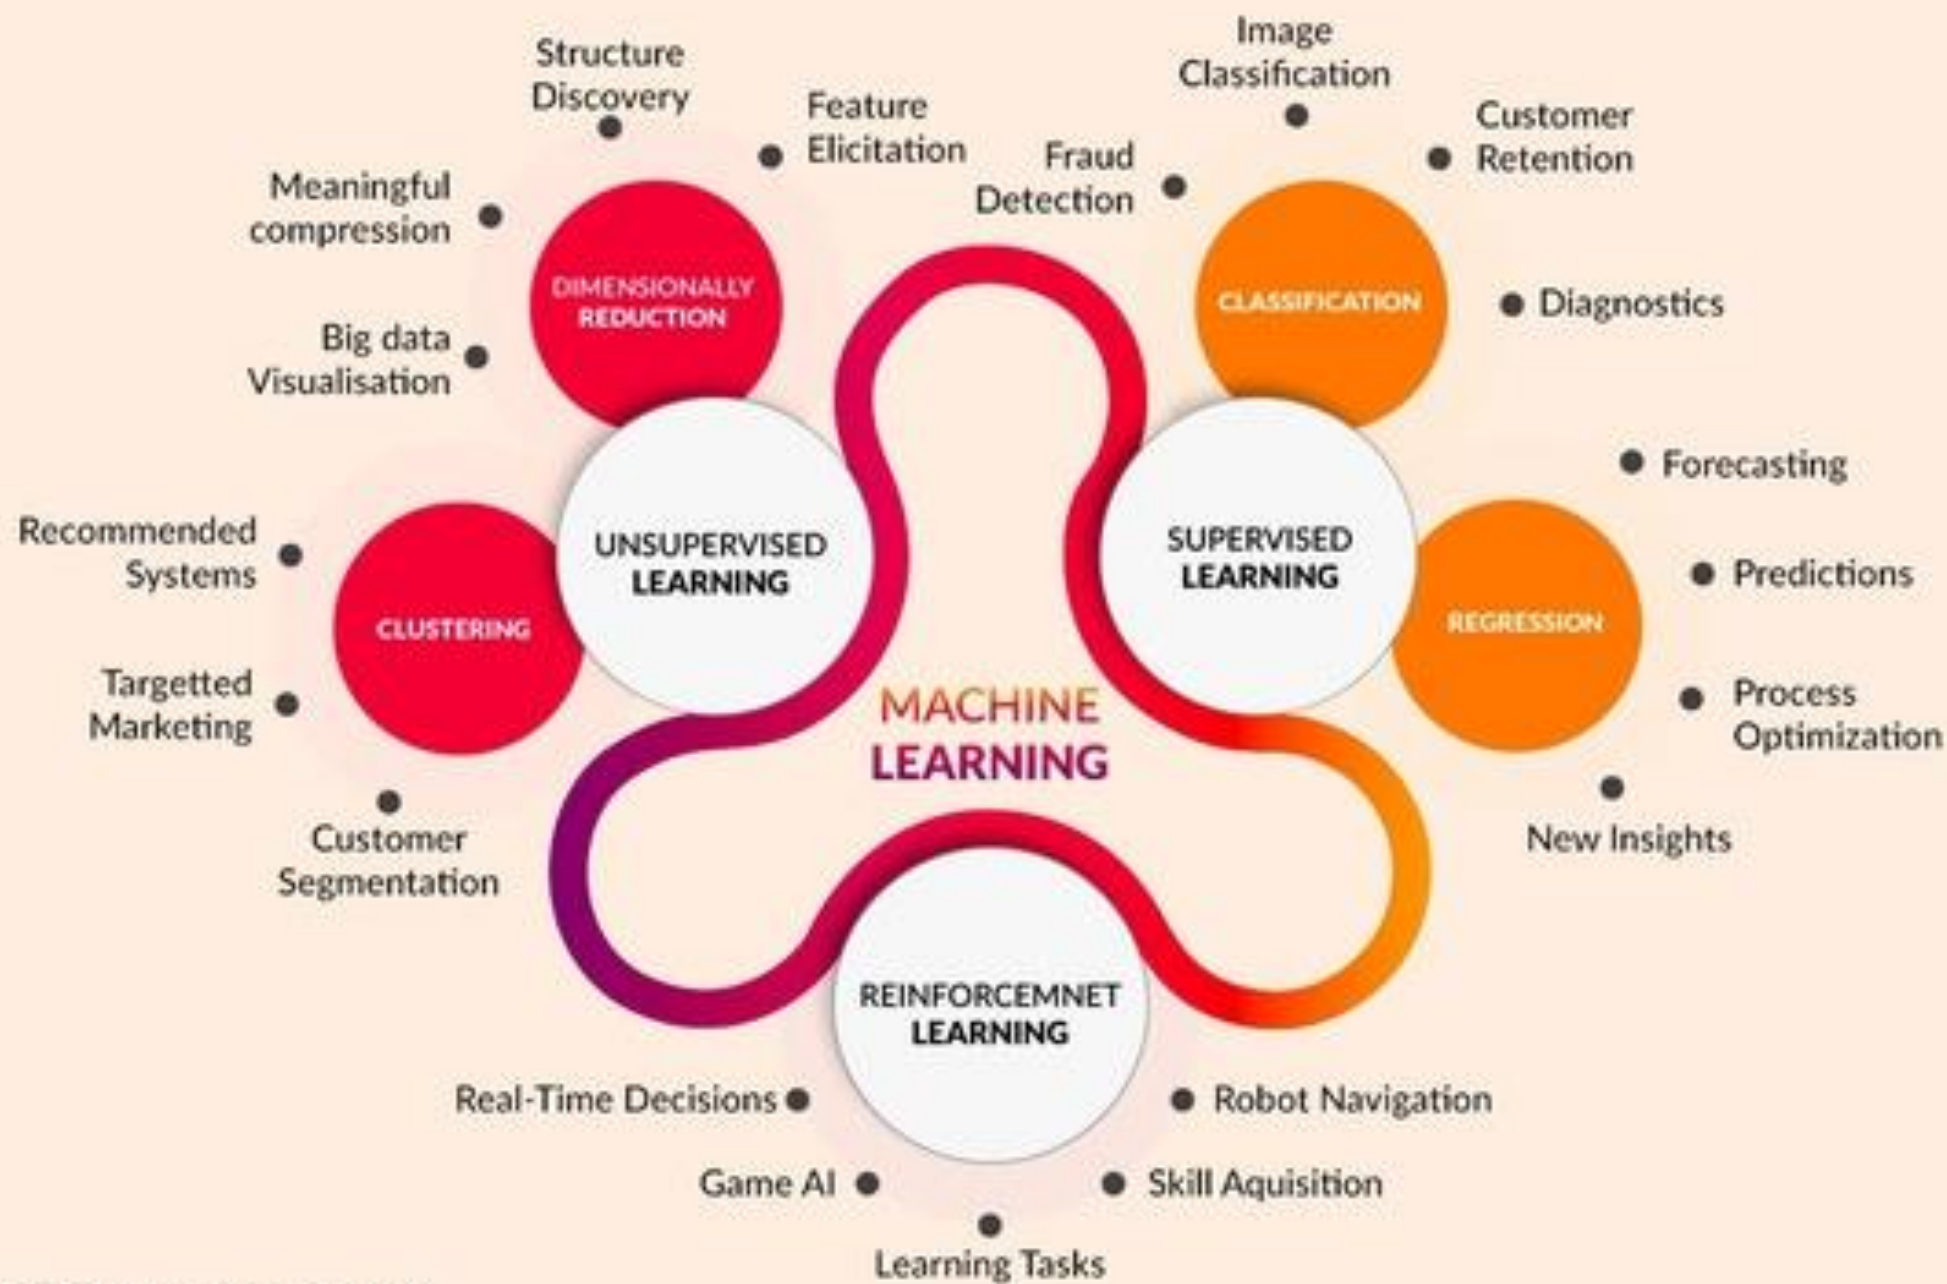 Structure
Discovery
Feature
Elicitation
Meaningful
compression
Big data
Visualisation
DIMENSIONALLY
REDUCTION
Image
Classification
Customer
Retention
Fraud
Detection
CLASSIFICATION
Diagnostics
UNSUPERVISED
LEARNING
Recommended
Systems
CLUSTERING
Targetted
Marketing
Customer
Segmentation
SUPERVISED
LEARNING
Forecasting
Predictions
REGRESSION
Process
Optimization
New Insights
MACHINE
LEARNING
REINFORCEMNET
LEARNING
Real-Time Decisions
Robot Navigation
Game AI
Skill Aquisition
Learning Tasks